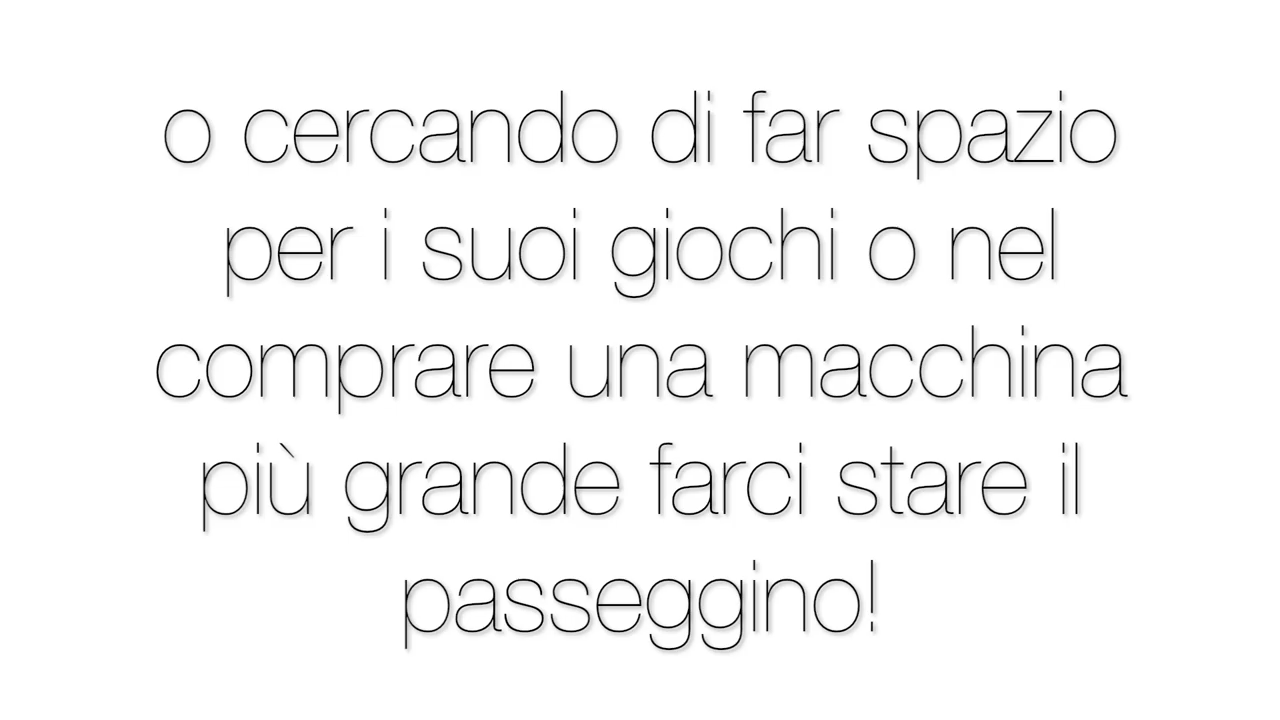 o cercando di far spazio
per i suoi giochi o nel
comprare una macchina
più grande farci stare il
passeggino!